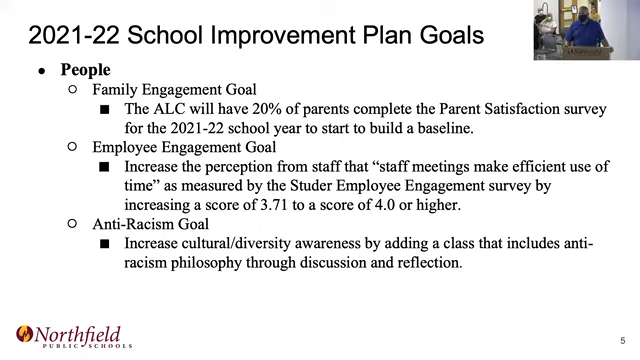 2021-22 School Improvement Plan Goals
● People
○ Family Engagement Goal
■ The ALC will have 20% of parents complete the Parent Satisfaction survey
for the 2021-22 school year to start to build a baseline.
○ Employee Engagement Goal
■ Increase the perception from staff that “staff meetings make efficient use of
time” as measured by the Studer Employee Engagement survey by
increasing a score of 3.71 to a score of 4.0 or higher.
○ Anti-Racism Goal
■ Increase cultural/diversity awareness by adding a class that includes anti-
racism philosophy through discussion and reflection.
Northfield
PUBLIC SCHOOLS
5